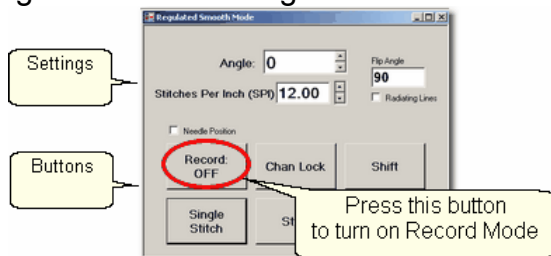 Regulated Smooth Mode
Settings
Angle: 0
Flip Angle
90
Stitches Per Inch (SPI) 12.00
Radiating Lines
Needle Position
Buttons
Record: OFF
Chan Lock
Shift
Single Stitch
Press this button
to turn on Record Mode